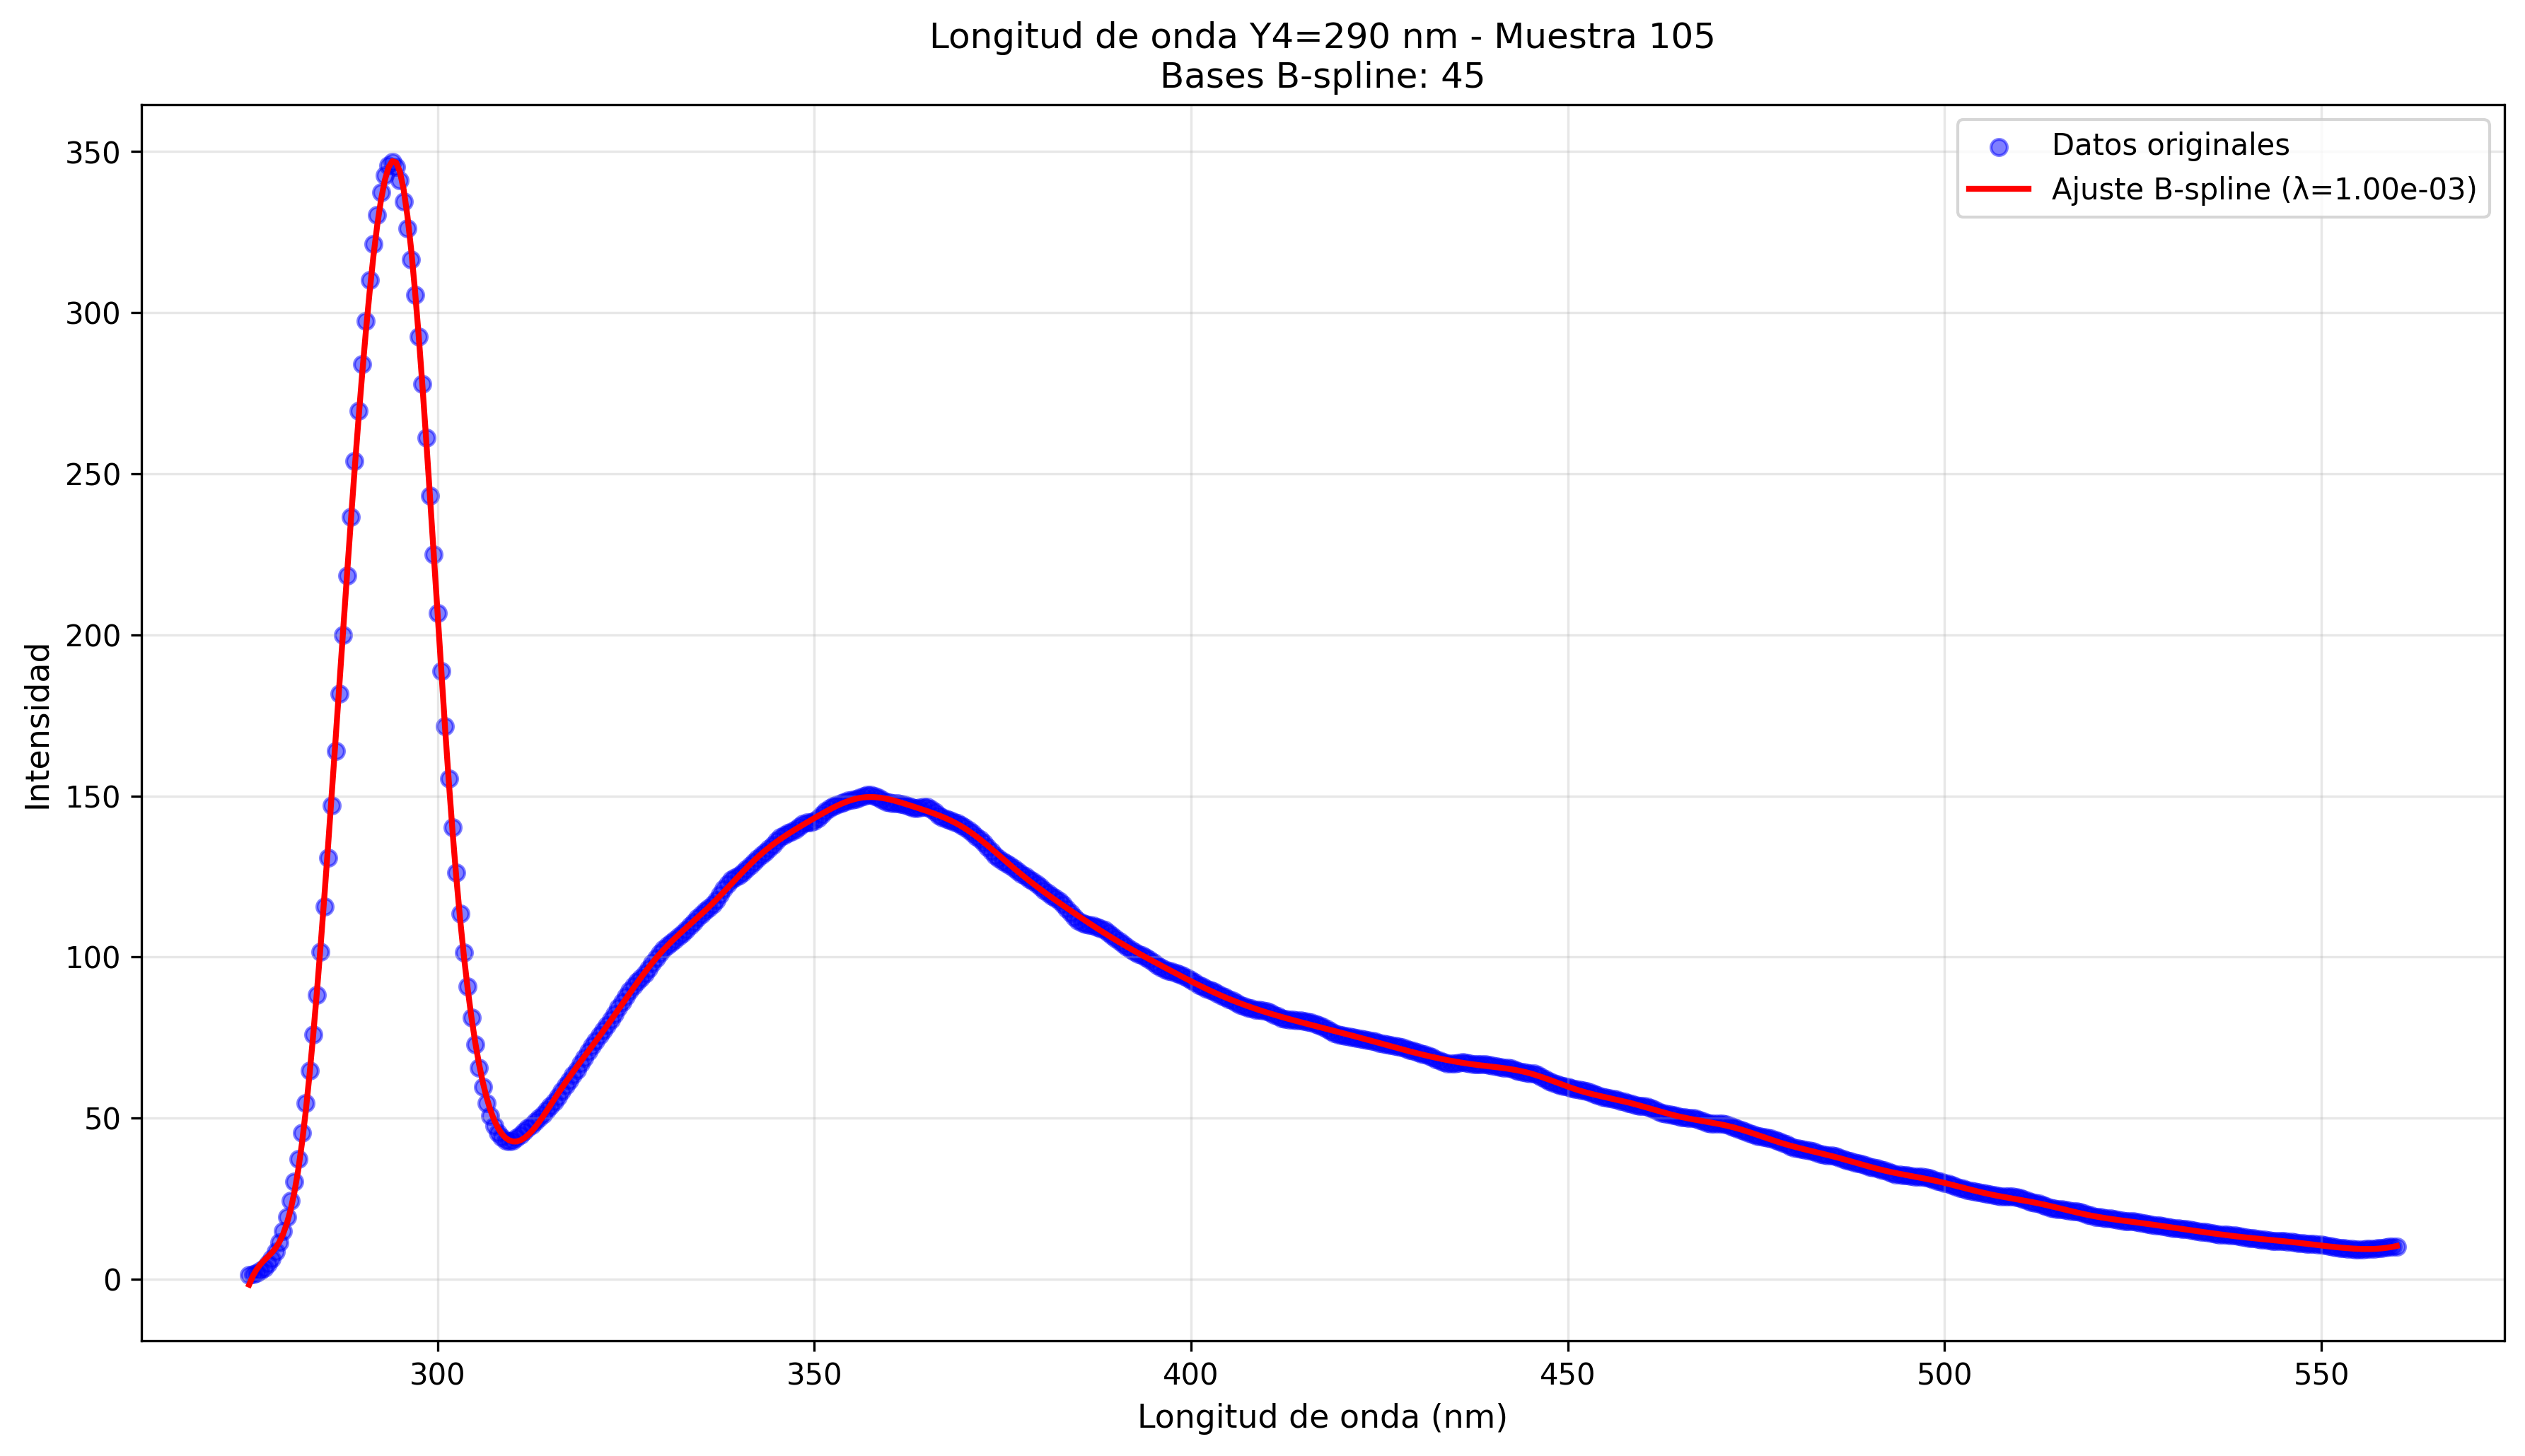 Longitud de onda Y4=290 nm - Muestra 105
Bases B-spline: 45
Datos originales
Ajuste B-spline (λ=1.00e-03)
Intensidad
350
300
250
200
150
100
50
0
300 350 400 450 500 550
Longitud de onda (nm)